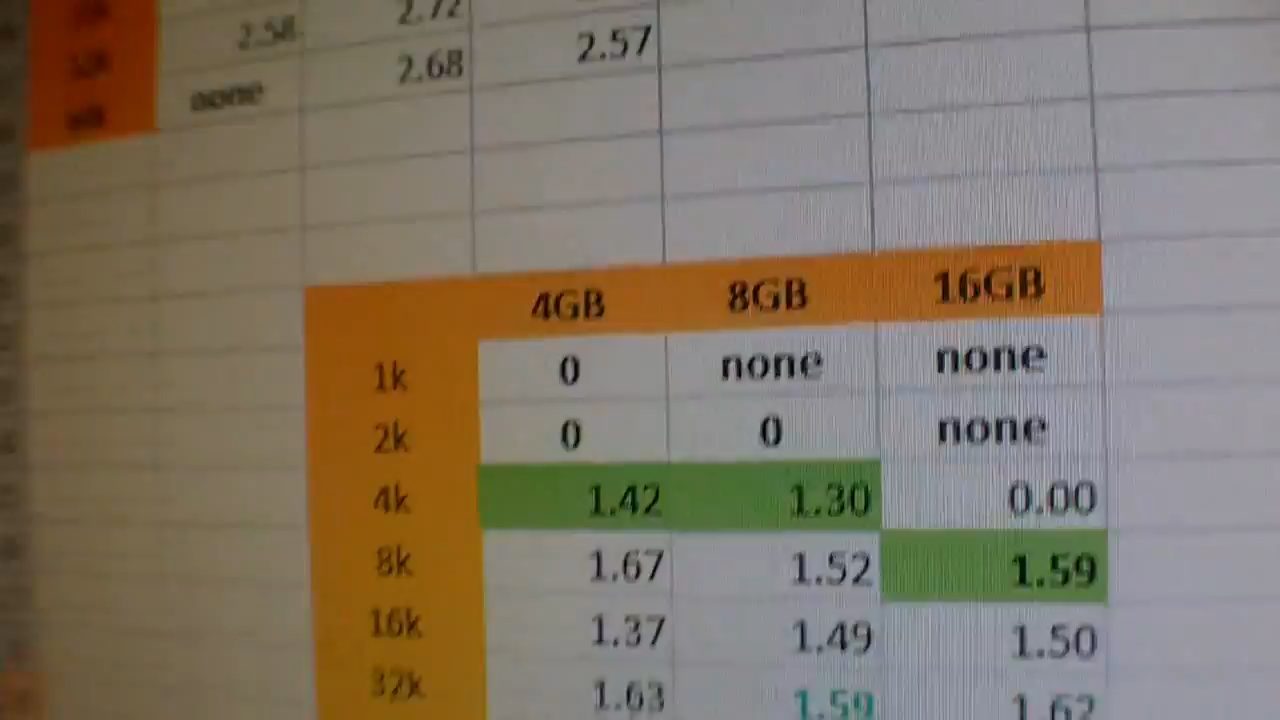 2.58 2.72
2.68 2.57
none
4GB 8GB 16GB
1k 0 none none
2k 0 0 none
4k 1.42 1.30 0.00
8k 1.67 1.52 1.59
16k 1.37 1.49 1.50
32k 1.63 1.59 1.62